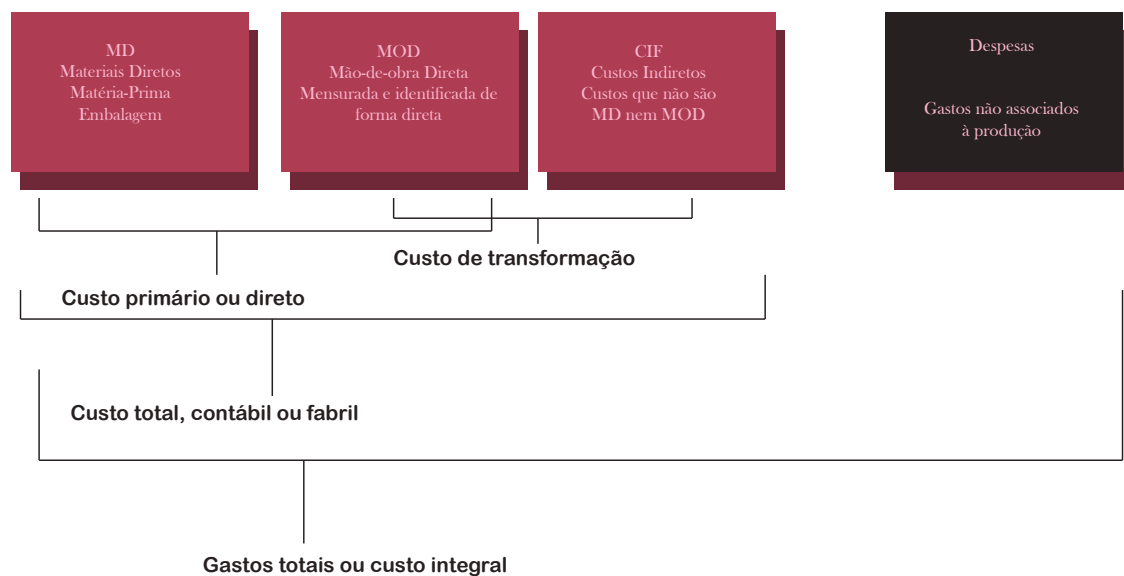 MD
Materiais Diretos
Matéria-Prima
Embalagem
MOD
Mão-de-obra Direta
Mensurada e identificada de
forma direta
CIF
Custos Indiretos
Custos que não são
MD nem MOD
Despesas
Gastos não associados
à produção
Custo de transformação
Custo primário ou direto
Custo total, contábil ou fabril
Gastos totais ou custo integral